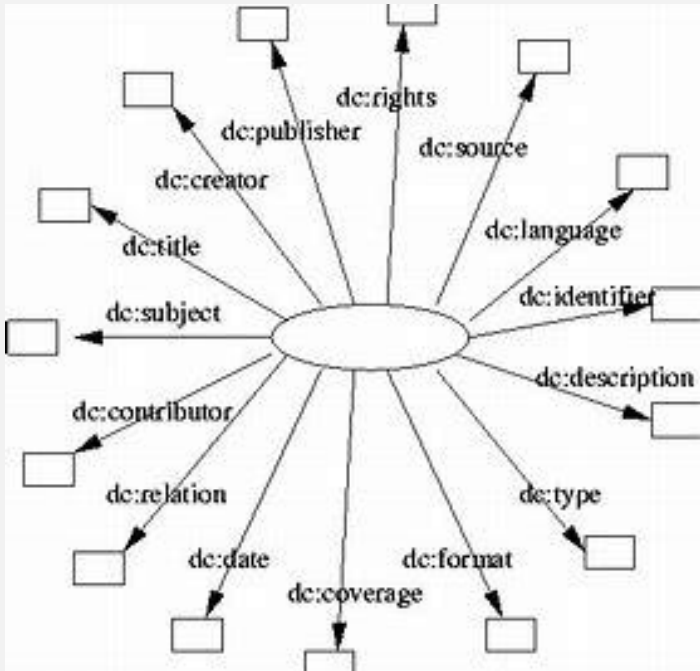 dc:rights
dc:publisher
dc:source
dc:creator
dc:language
dc:title
dc:identifier
dc:subject
dc:description
dc:contributor
dc:relation
dc:type
dc:date
dc:format
dc:coverage